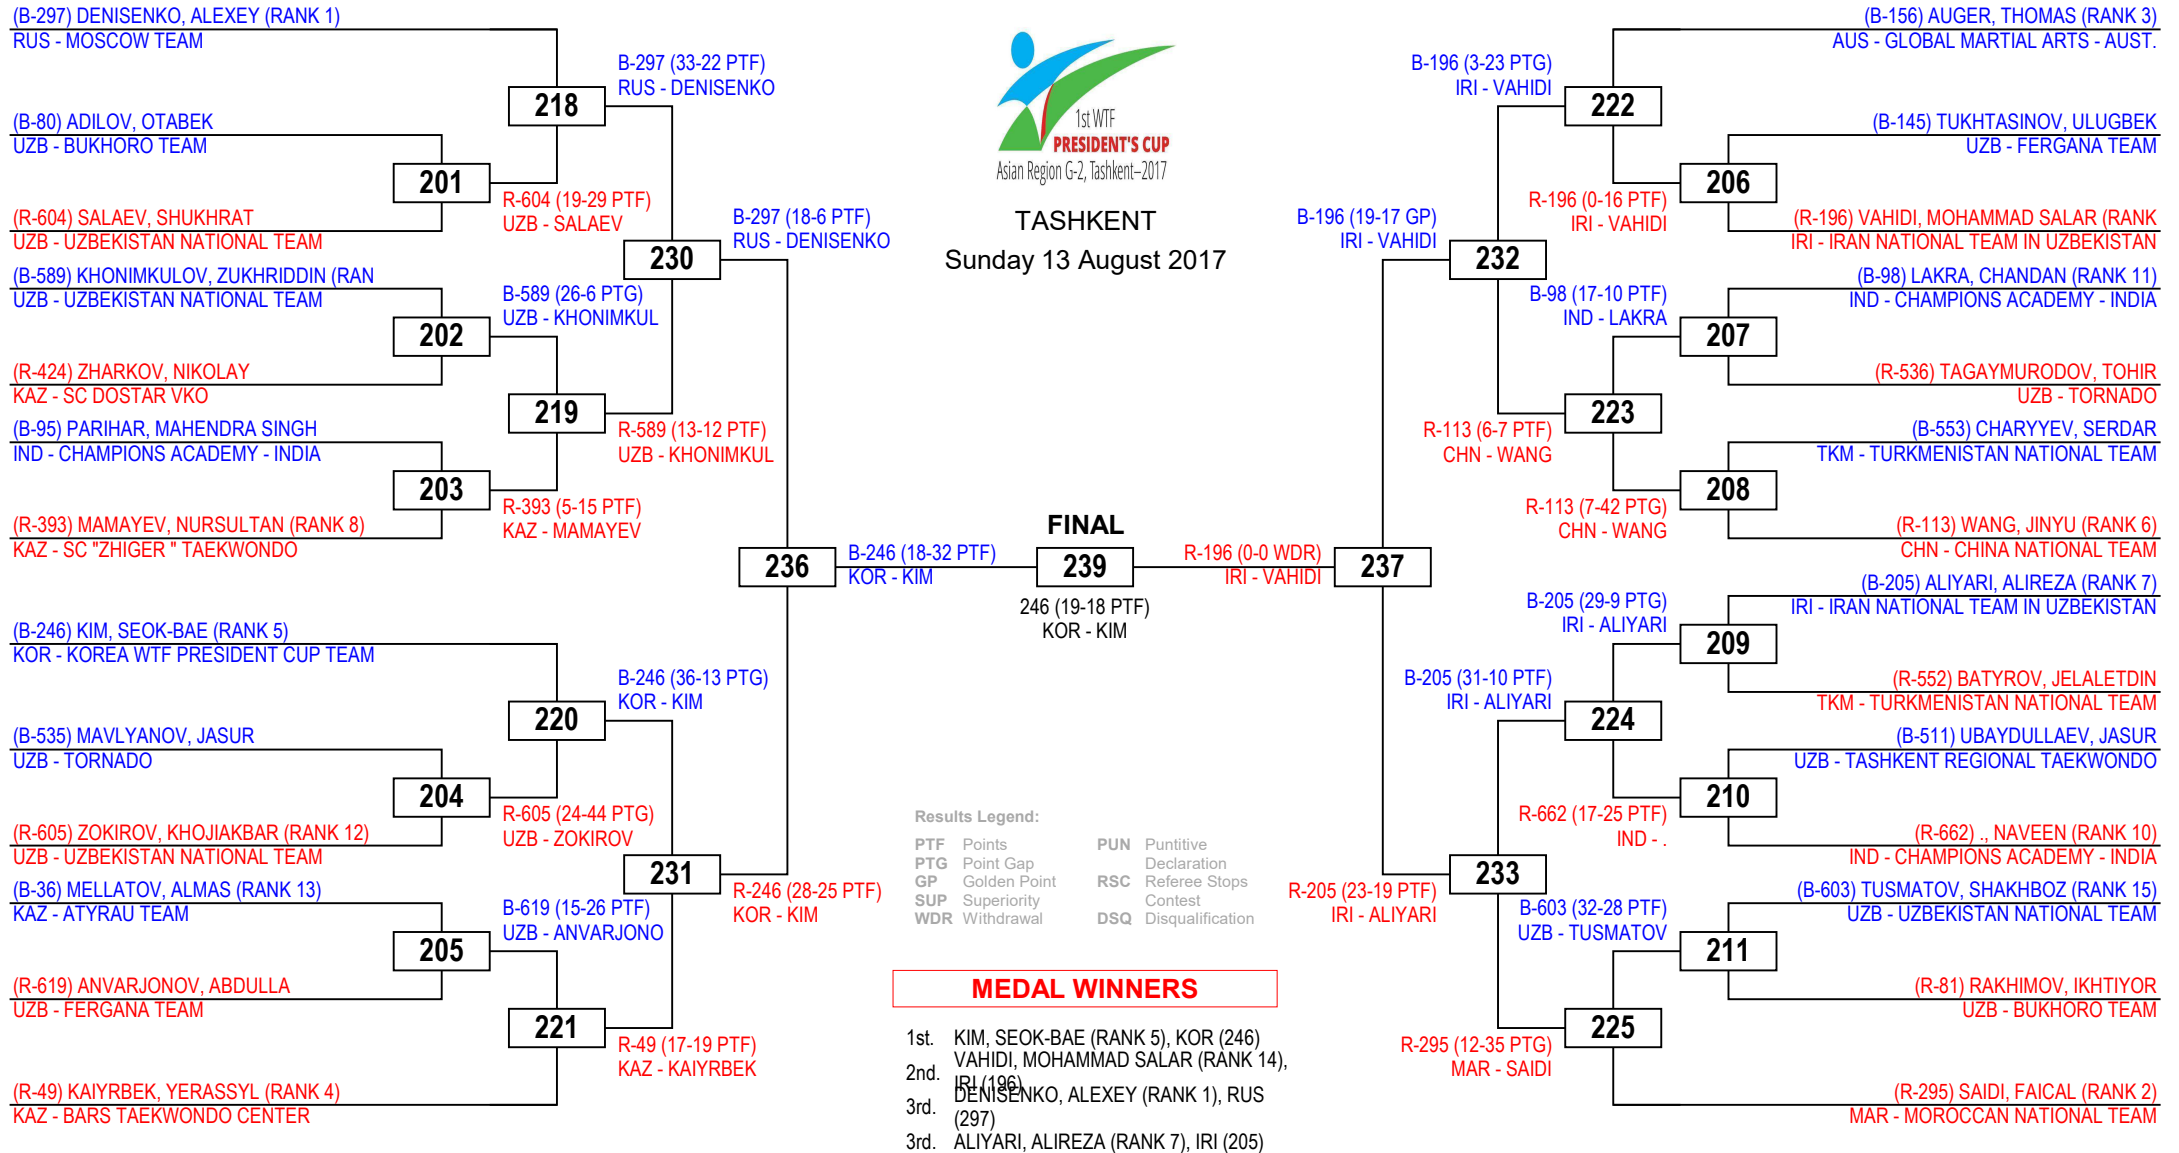 (B-297) DENISENKO, ALEXEY (RANK 1)
RUS - MOSCOW TEAM
(B-80) ADILOV, OTABEK
UZB - BUKHORO TEAM
(R-604) SALAEV, SHUKHRAT
UZB - UZBEKISTAN NATIONAL TEAM
(B-589) KHONIMKULOV, ZUKHRIDDIN (RAN
UZB - UZBEKISTAN NATIONAL TEAM
(R-424) ZHARKOV, NIKOLAY
KAZ - SC DOSTAR VKO
(B-95) PARIHAR, MAHENDRA SINGH
IND - CHAMPIONS ACADEMY - INDIA
(R-393) MAMAYEV, NURSULTAN (RANK 8)
KAZ - SC "ZHIGER " TAEKWONDO
(B-246) KIM, SEOK-BAE (RANK 5)
KOR - KOREA WTF PRESIDENT CUP TEAM
(B-535) MAVLYANOV, JASUR
UZB - TORNADO
(R-605) ZOKIROV, KHOJIAKBAR (RANK 12)
UZB - UZBEKISTAN NATIONAL TEAM
(B-36) MELLATOV, ALMAS (RANK 13)
KAZ - ATYRAU TEAM
(R-619) ANVARJONOV, ABDULLA
UZB - FERGANA TEAM
(R-49) KAIYRBEK, YERASSYL (RANK 4)
KAZ - BARS TAEKWONDO CENTER
201
202
203
204
205
R-604 (19-29 PTF)
UZB - SALAEV
B-589 (26-6 PTG)
UZB - KHONIMKUL
R-393 (5-15 PTF)
KAZ - MAMAYEV
R-605 (24-44 PTG)
UZB - ZOKIROV
B-619 (15-26 PTF)
UZB - ANVARJONO
218
219
220
221
B-297 (33-22 PTF)
RUS - DENISENKO
R-589 (13-12 PTF)
UZB - KHONIMKUL
B-246 (36-13 PTG)
KOR - KIM
R-49 (17-19 PTF)
KAZ - KAIYRBEK
230
231
B-297 (18-6 PTF)
RUS - DENISENKO
R-246 (28-25 PTF)
KOR - KIM
236
B-246 (18-32 PTF)
KOR - KIM
1st WTF
PRESIDENT'S CUP
Asian Region G-2, Tashkent–2017
TASHKENT
Sunday 13 August 2017
FINAL
239
246 (19-18 PTF)
KOR - KIM
R-196 (0-0 WDR)
IRI - VAHIDI
237
B-196 (19-17 GP)
IRI - VAHIDI
R-205 (23-19 PTF)
IRI - ALIYARI
232
233
B-196 (3-23 PTG)
IRI - VAHIDI
R-113 (6-7 PTF)
CHN - WANG
B-205 (31-10 PTF)
IRI - ALIYARI
R-295 (12-35 PTG)
MAR - SAIDI
222
223
224
225
R-196 (0-16 PTF)
IRI - VAHIDI
B-98 (17-10 PTF)
IND - LAKRA
R-113 (7-42 PTG)
CHN - WANG
B-205 (29-9 PTG)
IRI - ALIYARI
R-662 (17-25 PTF)
IND - .
B-603 (32-28 PTF)
UZB - TUSMATOV
206
207
208
209
210
211
(B-156) AUGER, THOMAS (RANK 3)
AUS - GLOBAL MARTIAL ARTS - AUST.
(B-145) TUKHTASINOV, ULUGBEK
UZB - FERGANA TEAM
(R-196) VAHIDI, MOHAMMAD SALAR (RANK
IRI - IRAN NATIONAL TEAM IN UZBEKISTAN
(B-98) LAKRA, CHANDAN (RANK 11)
IND - CHAMPIONS ACADEMY - INDIA
(R-536) TAGAYMURODOV, TOHIR
UZB - TORNADO
(B-553) CHARYYEV, SERDAR
TKM - TURKMENISTAN NATIONAL TEAM
(R-113) WANG, JINYU (RANK 6)
CHN - CHINA NATIONAL TEAM
(B-205) ALIYARI, ALIREZA (RANK 7)
IRI - IRAN NATIONAL TEAM IN UZBEKISTAN
(R-552) BATYROV, JELALETDIN
TKM - TURKMENISTAN NATIONAL TEAM
(B-511) UBAYDULLAEV, JASUR
UZB - TASHKENT REGIONAL TAEKWONDO
(R-662) ., NAVEEN (RANK 10)
IND - CHAMPIONS ACADEMY - INDIA
(B-603) TUSMATOV, SHAKHBOZ (RANK 15)
UZB - UZBEKISTAN NATIONAL TEAM
(R-81) RAKHIMOV, IKHTIYOR
UZB - BUKHORO TEAM
(R-295) SAIDI, FAICAL (RANK 2)
MAR - MOROCCAN NATIONAL TEAM
Results Legend:
PTF Points
PTG Point Gap
GP Golden Point
SUP Superiority
WDR Withdrawal
PUN Puntitive
Declaration
RSC Referee Stops
Contest
DSQ Disqualification
MEDAL WINNERS
1st. KIM, SEOK-BAE (RANK 5), KOR (246)
2nd. VAHIDI, MOHAMMAD SALAR (RANK 14),
IRI (196)
3rd. DENISENKO, ALEXEY (RANK 1), RUS
(297)
3rd. ALIYARI, ALIREZA (RANK 7), IRI (205)